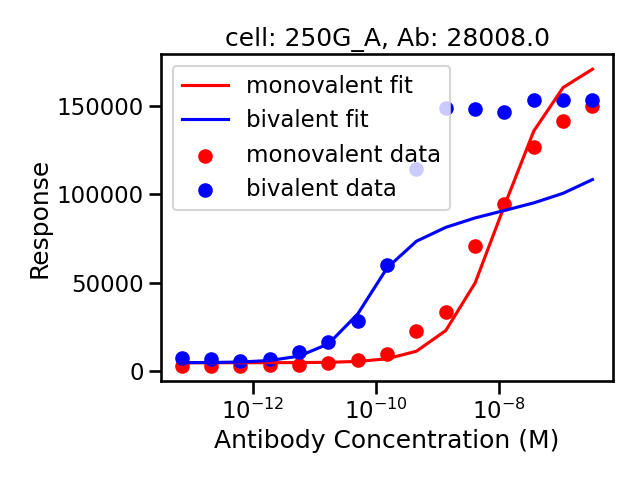 cell: 250G_A, Ab: 28008.0
monovalent fit
bivalent fit
monovalent data
bivalent data
Response
150000
100000
50000
0
10⁻¹² 10⁻¹⁰ 10⁻⁸
Antibody Concentration (M)